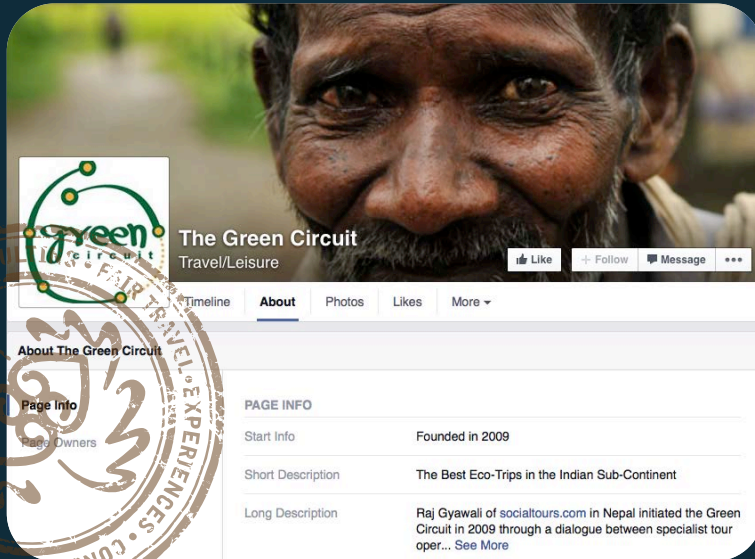 green
circuit
The Green Circuit
Travel/Leisure
Like
+ Follow
Message
Timeline
About
Photos
Likes
More
About The Green Circuit
Page Info
Page Owners
PAGE INFO
Start Info
Founded in 2009
Short Description
The Best Eco-Trips in the Indian Sub-Continent
Long Description
Raj Gyawali of socialtours.com in Nepal initiated the Green
Circuit in 2009 through a dialogue between specialist tour
oper... See More
FAIR TRAVEL • EXPERIENCES •